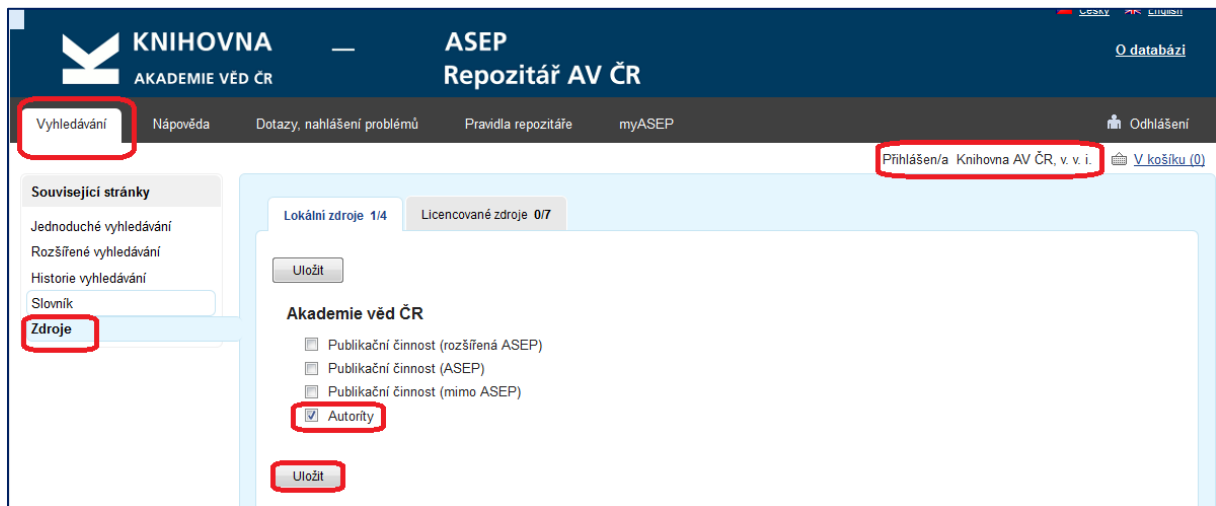 Česky English
KNIHOVNA — ASEP
AKADEMIE VĚD ČR Repozitář AV ČR
O databázi
Vyhledávání Nápověda Dotazy, nahlášení problémů Pravidla repozitáře myASEP Odhlášení
Přihlášen/a Knihovna AV ČR, v. v. i. V košíku (0)
Související stránky
Jednoduché vyhledávání
Rozšířené vyhledávání
Historie vyhledávání
Slovník
Zdroje
Lokální zdroje 1/4 Licencované zdroje 0/7
Uložit
Akademie věd ČR
Publikační činnost (rozšířená ASEP)
Publikační činnost (ASEP)
Publikační činnost (mimo ASEP)
Autoríty
Uložit